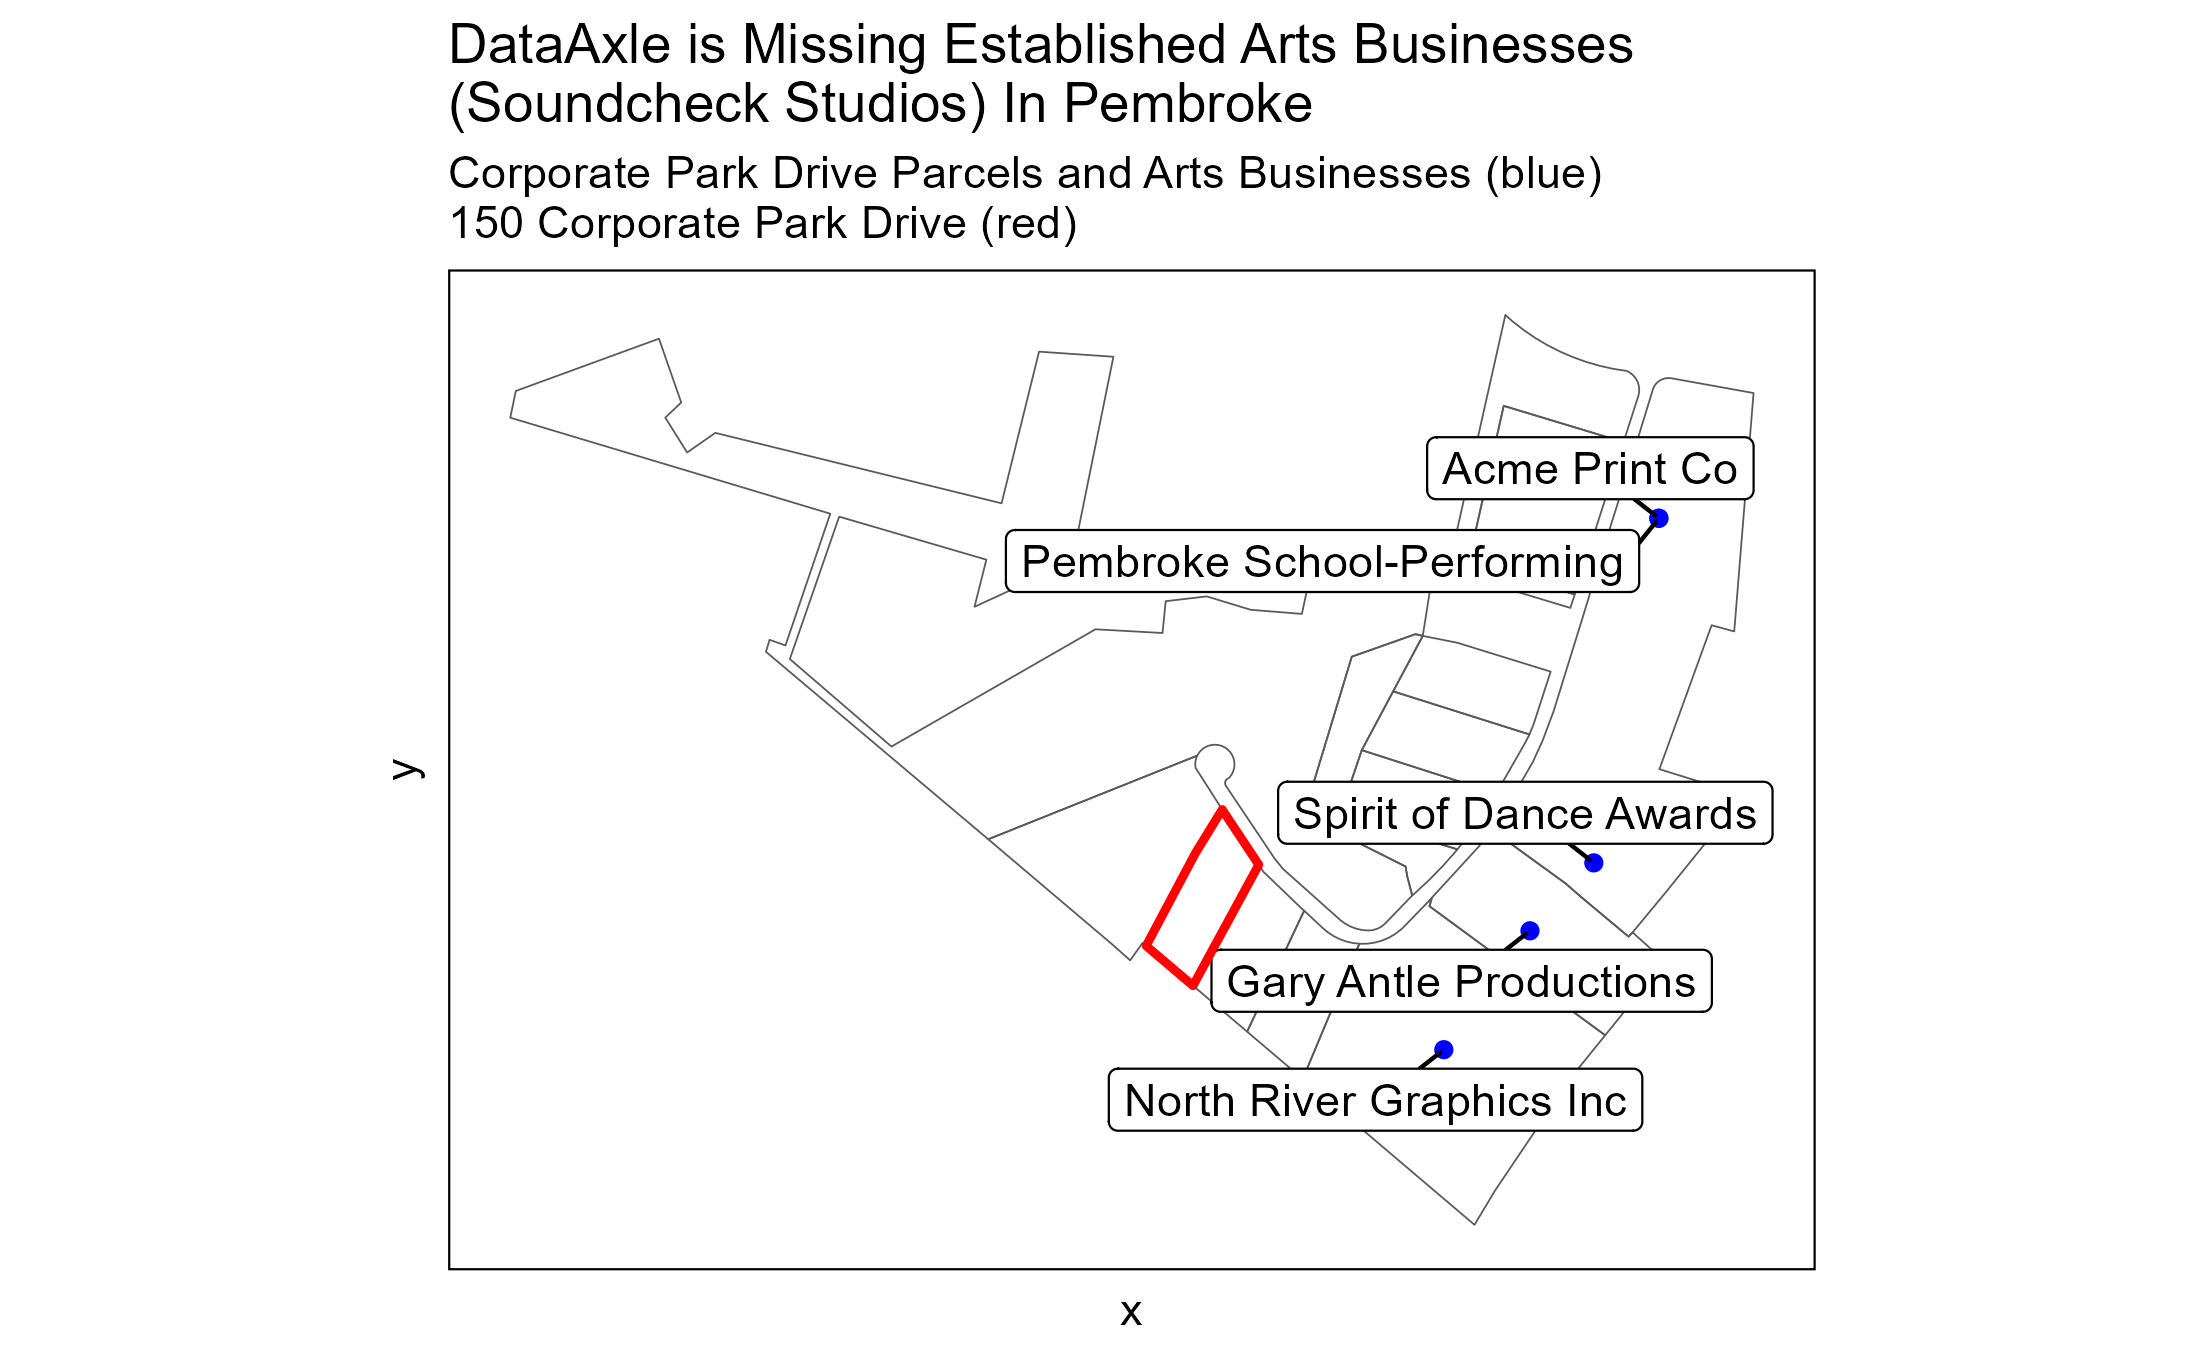 DataAxle is Missing Established Arts Businesses
(Soundcheck Studios) In Pembroke
Corporate Park Drive Parcels and Arts Businesses (blue)
150 Corporate Park Drive (red)
Acme Print Co
Pembroke School-Performing
y
Spirit of Dance Awards
Gary Antle Productions
North River Graphics Inc
x